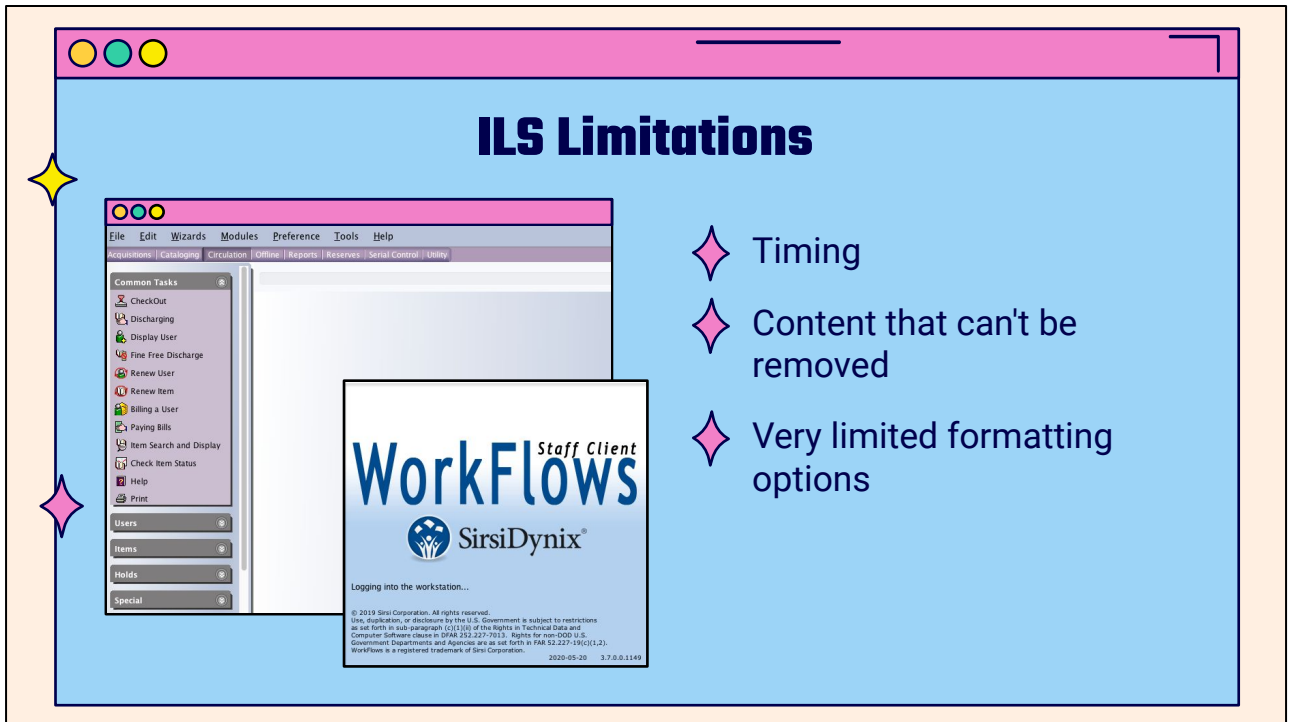 ILS Limitations
File Edit Wizards Modules Preference Tools Help
Acquisitions | Cataloging | Circulation | Offline | Reports | Reserves | Serial Control | Utility
Common Tasks
CheckOut
Discharging
Display User
Fine Free Discharge
Renew User
Renew Item
Billing a User
Paying Bills
Item Search and Display
Check Item Status
Help
Print
Users
Items
Holds
Special
Staff Client
WorkFlows
SirsiDynix®
Logging into the workstation...
© 2019 Sirsi Corporation. All rights reserved.
Use, duplication, or disclosure by the U.S. Government is subject to restrictions
as set forth in sub-paragraph (c)(1)(ii) of the Rights in Technical Data and
Computer Software clause in DFAR 252.227-7013. Rights for non-DOD U.S.
Government Departments and Agencies are as set forth in FAR 52.227-19(c)(1,2).
WorkFlows is a registered trademark of Sirsi Corporation.
2020-05-20 3.7.0.0.1149
Timing
Content that can't be
removed
Very limited formatting
options